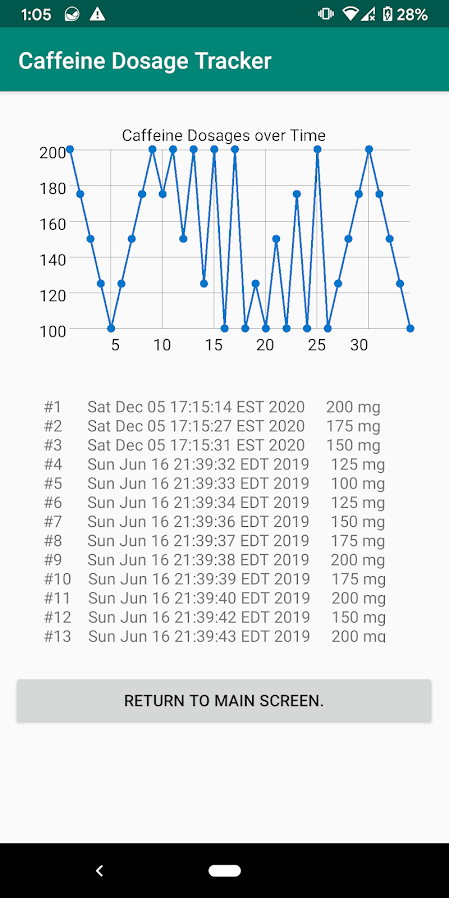 1:05 28%
Caffeine Dosage Tracker
Caffeine Dosages over Time
200
180
160
140
120
100
5 10 15 20 25 30
#1 Sat Dec 05 17:15:14 EST 2020 200 mg
#2 Sat Dec 05 17:15:27 EST 2020 175 mg
#3 Sat Dec 05 17:15:31 EST 2020 150 mg
#4 Sun Jun 16 21:39:32 EDT 2019 125 mg
#5 Sun Jun 16 21:39:33 EDT 2019 100 mg
#6 Sun Jun 16 21:39:34 EDT 2019 125 mg
#7 Sun Jun 16 21:39:36 EDT 2019 150 mg
#8 Sun Jun 16 21:39:37 EDT 2019 175 mg
#9 Sun Jun 16 21:39:38 EDT 2019 200 mg
#10 Sun Jun 16 21:39:39 EDT 2019 175 mg
#11 Sun Jun 16 21:39:40 EDT 2019 200 mg
#12 Sun Jun 16 21:39:42 EDT 2019 150 mg
#13 Sun Jun 16 21:39:43 EDT 2019 200 mg
RETURN TO MAIN SCREEN.